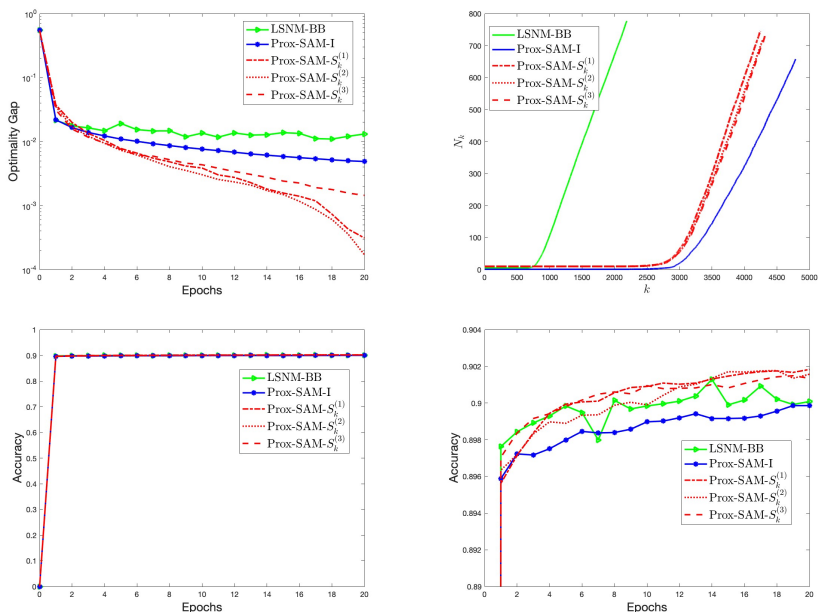 10⁰
10⁻¹
10⁻²
10⁻³
10⁻⁴
Optimality Gap
LSNM-BB
Prox-SAM-I
Prox-SAM-S_k^(1)
Prox-SAM-S_k^(2)
Prox-SAM-S_k^(3)
0 2 4 6 8 10 12 14 16 18 20
Epochs
800
700
600
500
400
300
200
100
0
N_k
LSNM-BB
Prox-SAM-I
Prox-SAM-S_k^(1)
Prox-SAM-S_k^(2)
Prox-SAM-S_k^(3)
0 500 1000 1500 2000 2500 3000 3500 4000 4500 5000
k
1
0.9
0.8
0.7
0.6
0.5
0.4
0.3
0.2
0.1
0
Accuracy
LSNM-BB
Prox-SAM-I
Prox-SAM-S_k^(1)
Prox-SAM-S_k^(2)
Prox-SAM-S_k^(3)
0 2 4 6 8 10 12 14 16 18 20
Epochs
0.904
0.902
0.9
0.898
0.896
0.894
0.892
0.89
Accuracy
LSNM-BB
Prox-SAM-I
Prox-SAM-S_k^(1)
Prox-SAM-S_k^(2)
Prox-SAM-S_k^(3)
0 2 4 6 8 10 12 14 16 18 20
Epochs